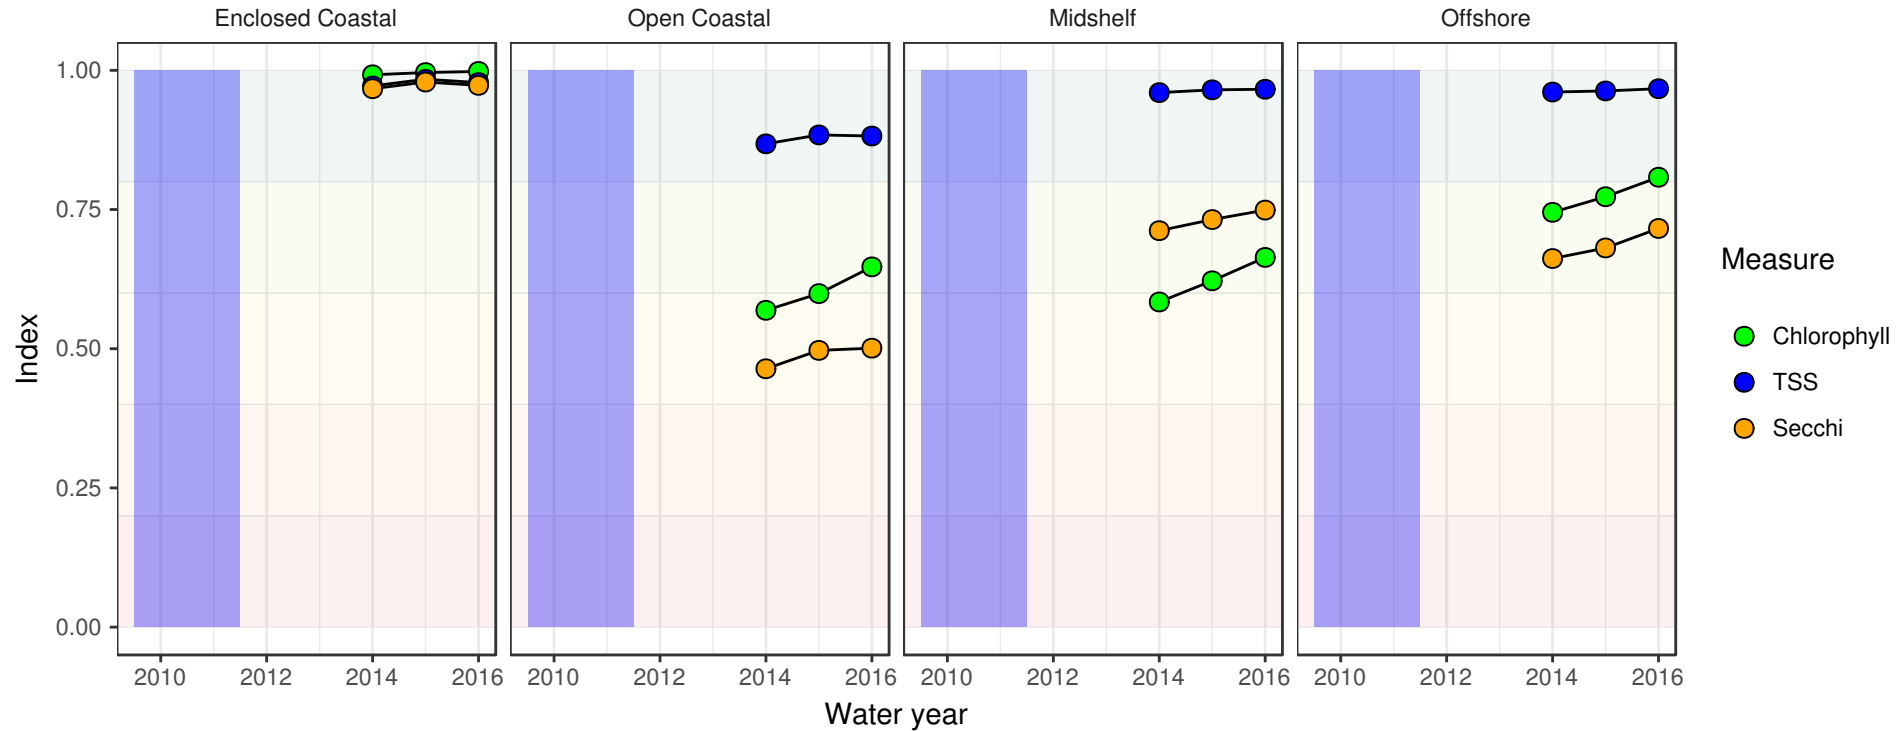 Enclosed Coastal Open Coastal Midshelf Offshore
1.00
0.75
0.50
0.25
0.00
Index
2010 2012 2014 2016 2010 2012 2014 2016 2010 2012 2014 2016 2010 2012 2014 2016
Water year
Measure
Chlorophyll
TSS
Secchi